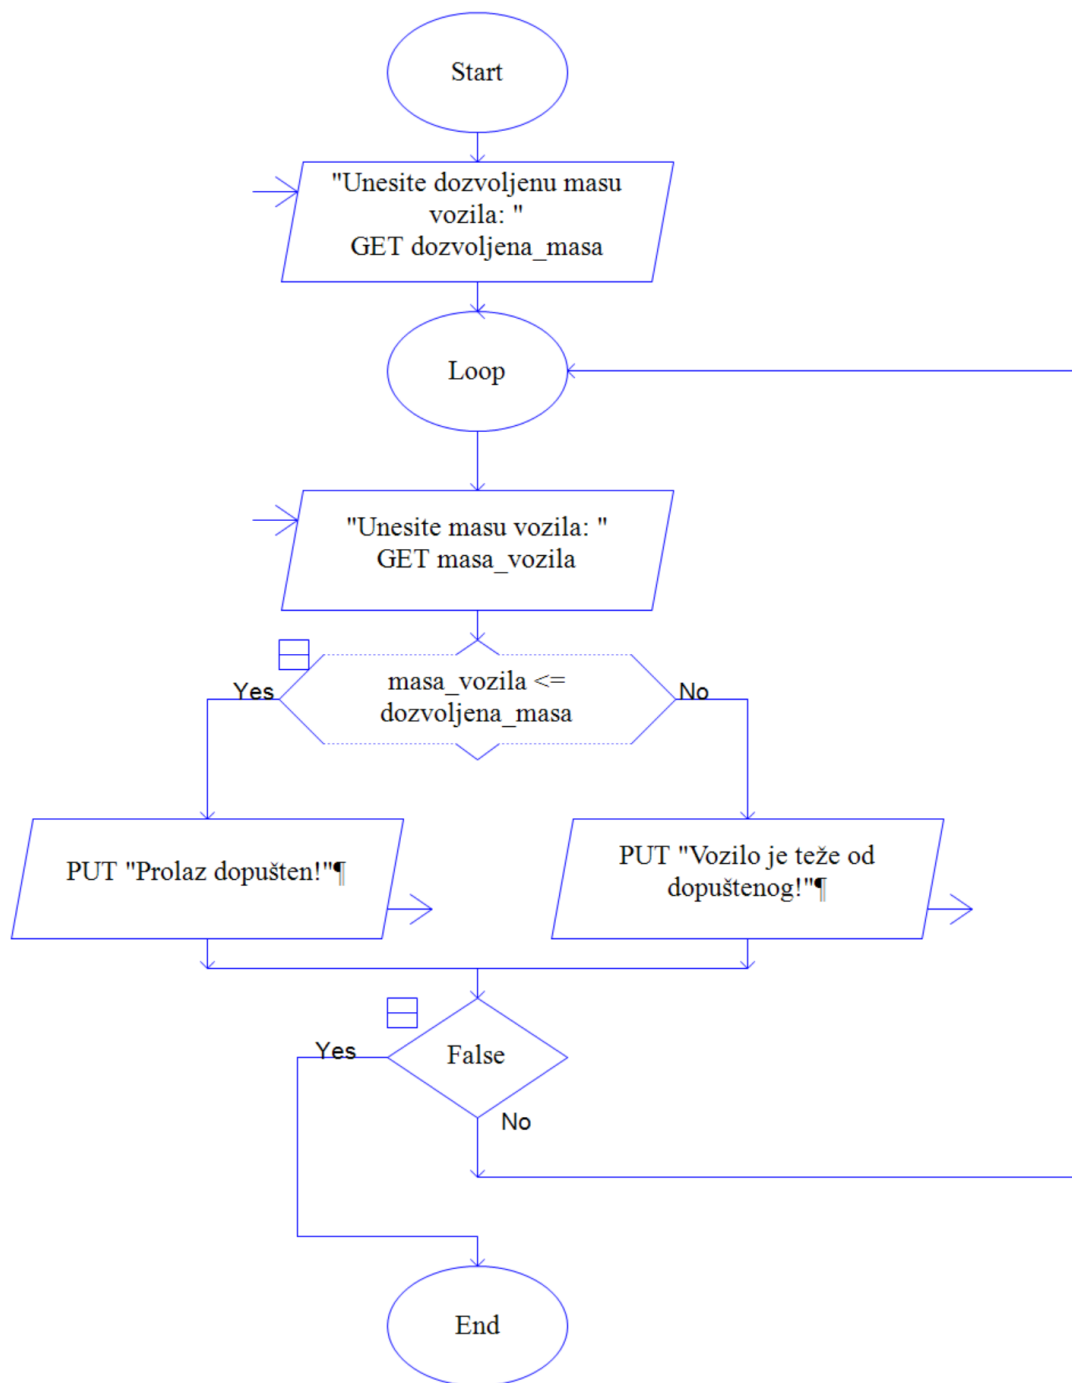 Start
"Unesite dozvoljenu masu
vozila: "
GET dozvoljena_masa
Loop
"Unesite masu vozila: "
GET masa_vozila
Yes
masa_vozila <=
dozvoljena_masa
No
PUT "Prolaz dopušten!"¶
PUT "Vozilo je teže od
dopuštenog!"¶
Yes
False
No
End